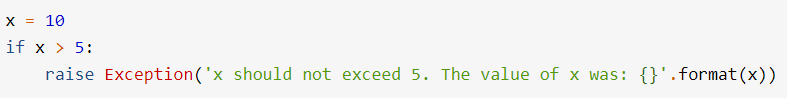 x = 10
if x > 5:
    raise Exception('x should not exceed 5. The value of x was: {}'.format(x))